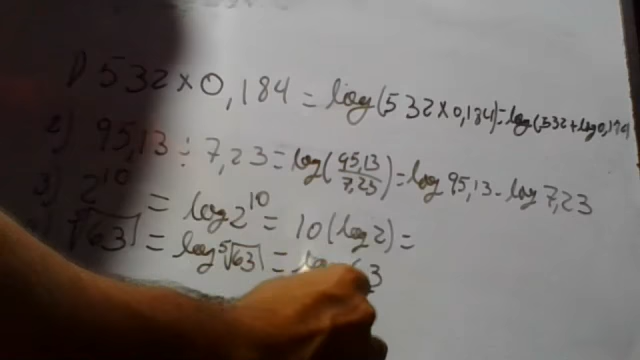 1) 532 × 0,184 = log(532 × 0,184) = log(532 + log 0,184
2) 95,13 ÷ 7,23 = log(95,13/7,23) = log 95,13 - log 7,23
3) 2^10 = log 2^10 = 10(log 2) =
⁵√63 = log ⁵√63 = 63